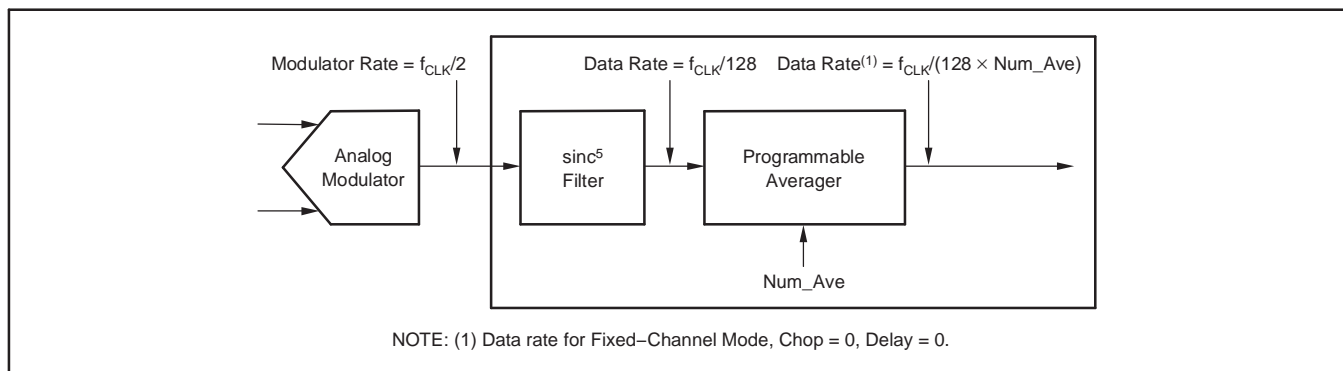 Modulator Rate = fCLK/2
Data Rate = fCLK/128
Data Rate(1) = fCLK/(128 × Num_Ave)
Analog
Modulator
sinc5
Filter
Programmable
Averager
Num_Ave
NOTE: (1) Data rate for Fixed−Channel Mode, Chop = 0, Delay = 0.